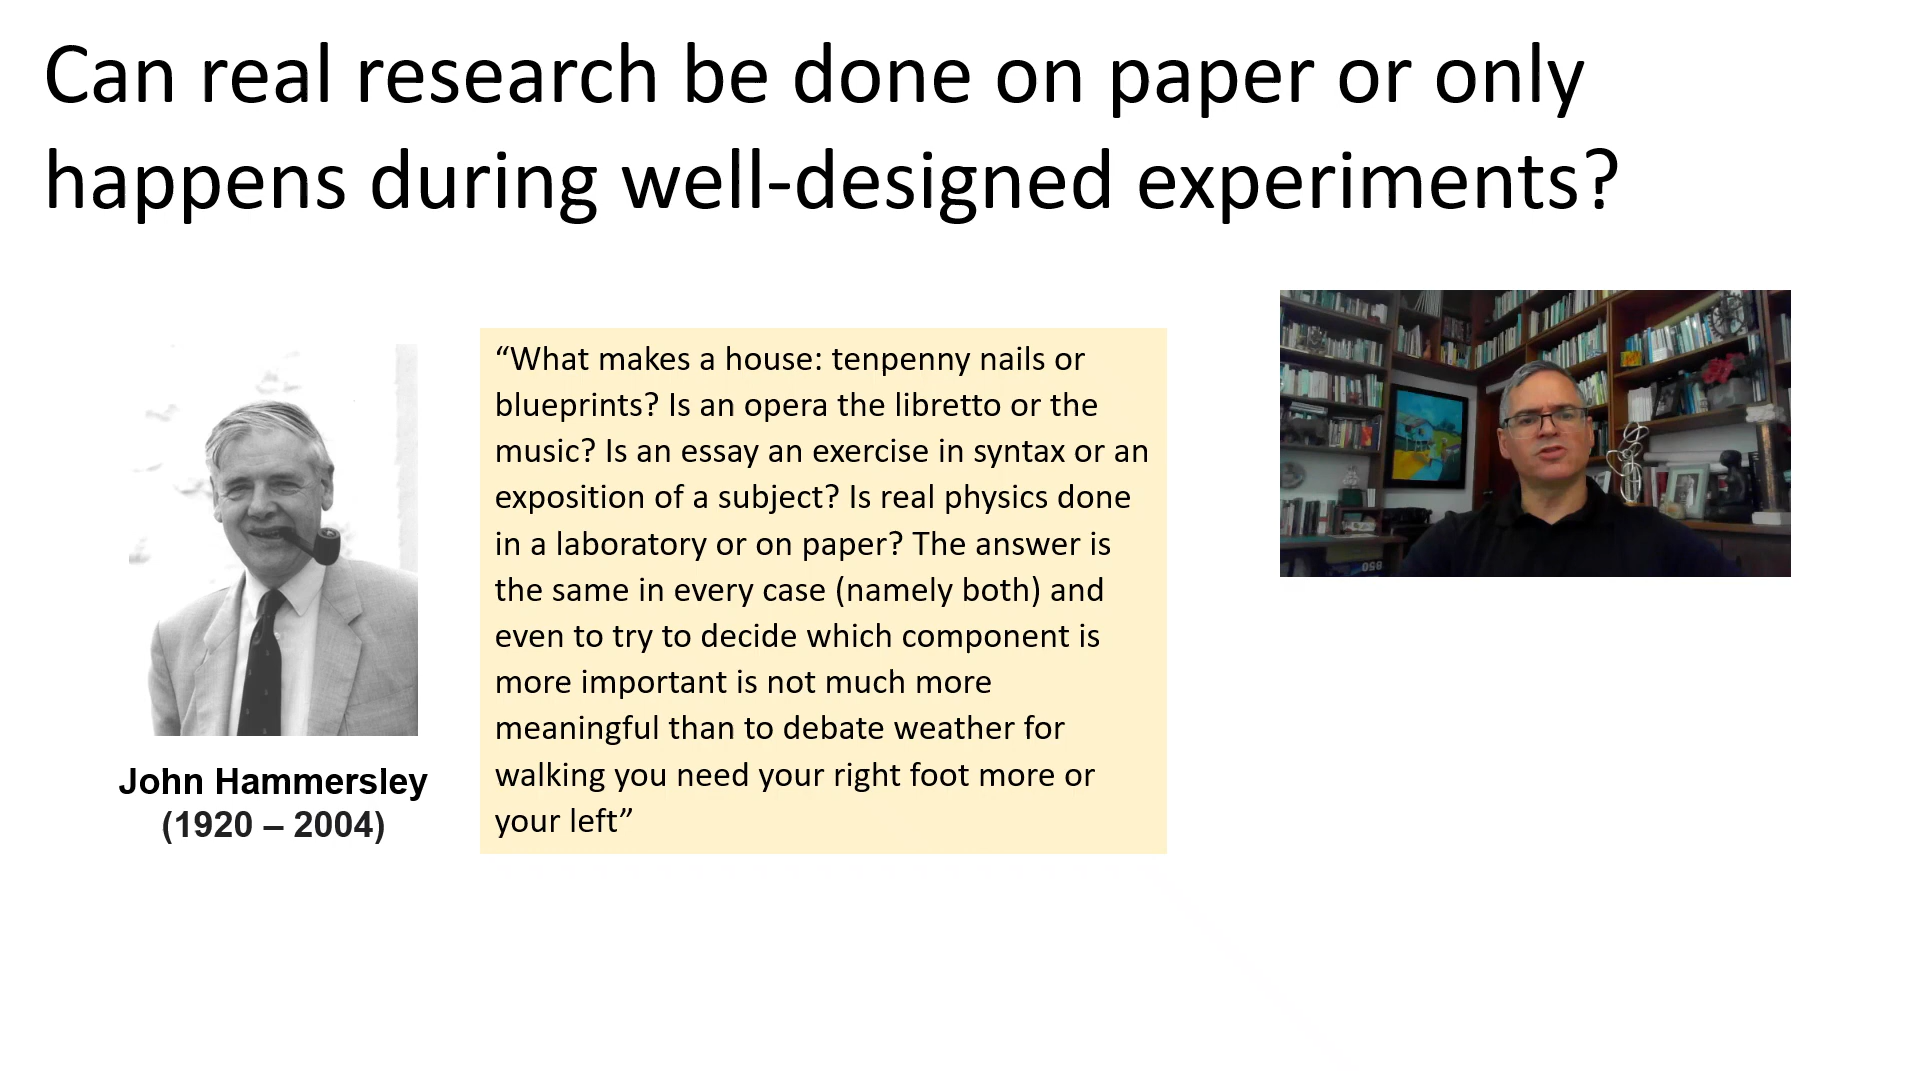 Can real research be done on paper or only
happens during well-designed experiments?
“What makes a house: tenpenny nails or
blueprints? Is an opera the libretto or the
music? Is an essay an exercise in syntax or an
exposition of a subject? Is real physics done
in a laboratory or on paper? The answer is
the same in every case (namely both) and
even to try to decide which component is
more important is not much more
meaningful than to debate weather for
walking you need your right foot more or
your left”
John Hammersley
(1920 – 2004)